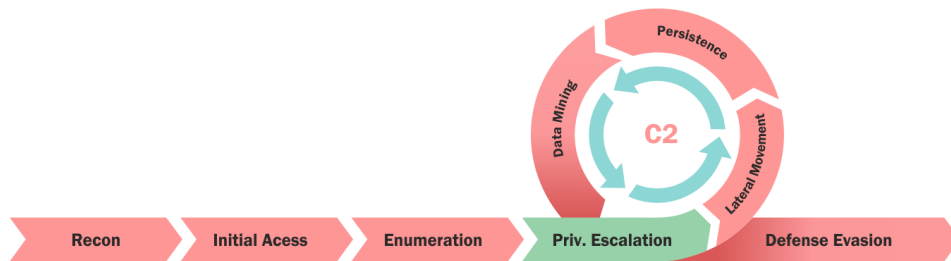 Persistence
Data Mining
C2
Lateral Movement
Recon
Initial Acess
Enumeration
Priv. Escalation
Defense Evasion